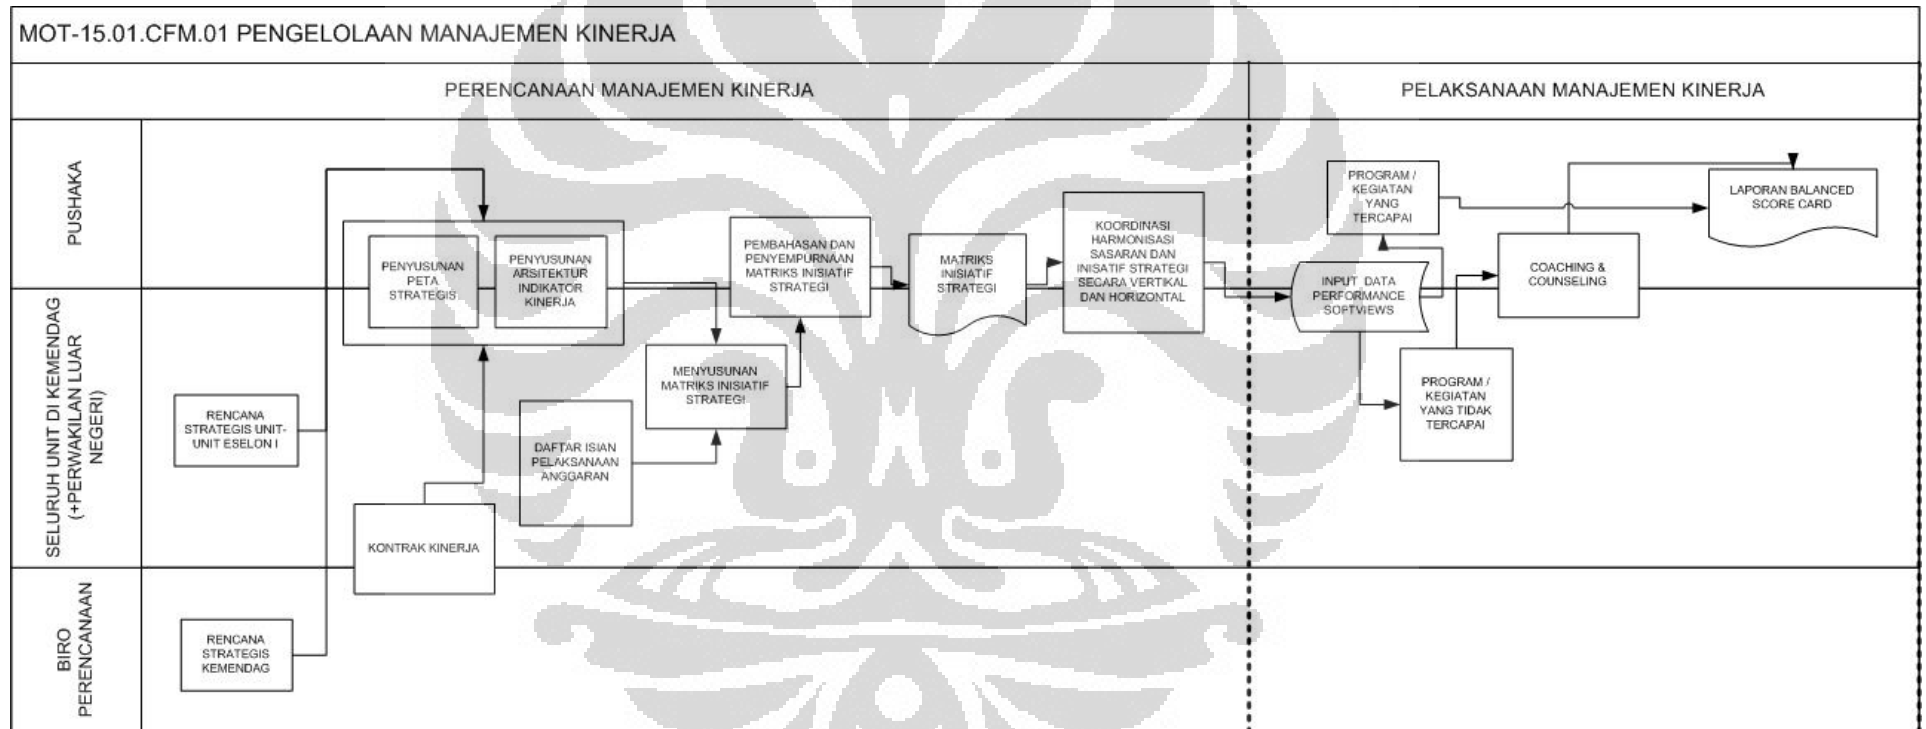 MOT-15.01.CFM.01 PENGELOLAAN MANAJEMEN KINERJA
PERENCANAAN MANAJEMEN KINERJA
PELAKSANAAN MANAJEMEN KINERJA
PUSHAKA
PENYUSUNAN
PETA
STRATEGIS
PENYUSUNAN
ARSITEKTUR
INDIKATOR
KINERJA
PEMBAHASAN DAN
PENYEMPURNAAN
MATRIKS INISIATIF
STRATEGI
MATRIKS
INISIATIF
STRATEGI
KOORDINASI
HARMONISASI
SASARAN DAN
INISATIF STRATEGI
SECARA VERTIKAL
DAN HORIZONTAL
PROGRAM /
KEGIATAN
YANG
TERCAPAI
LAPORAN BALANCED
SCORE CARD
INPUT DATA
PERFORMANCE
SOFTVIEWS
COACHING &
COUNSELING
SELURUH UNIT DI KEMENDAG
(+PERWAKILAN LUAR
NEGERI)
RENCANA
STRATEGIS UNIT-
UNIT ESELON I
MENYUSUNAN
MATRIKS INISIATIF
STRATEGI
DAFTAR ISIAN
PELAKSANAAN
ANGGARAN
PROGRAM /
KEGIATAN
YANG TIDAK
TERCAPAI
KONTRAK KINERJA
BIRO
PERENCANAAN
RENCANA
STRATEGIS
KEMENDAG